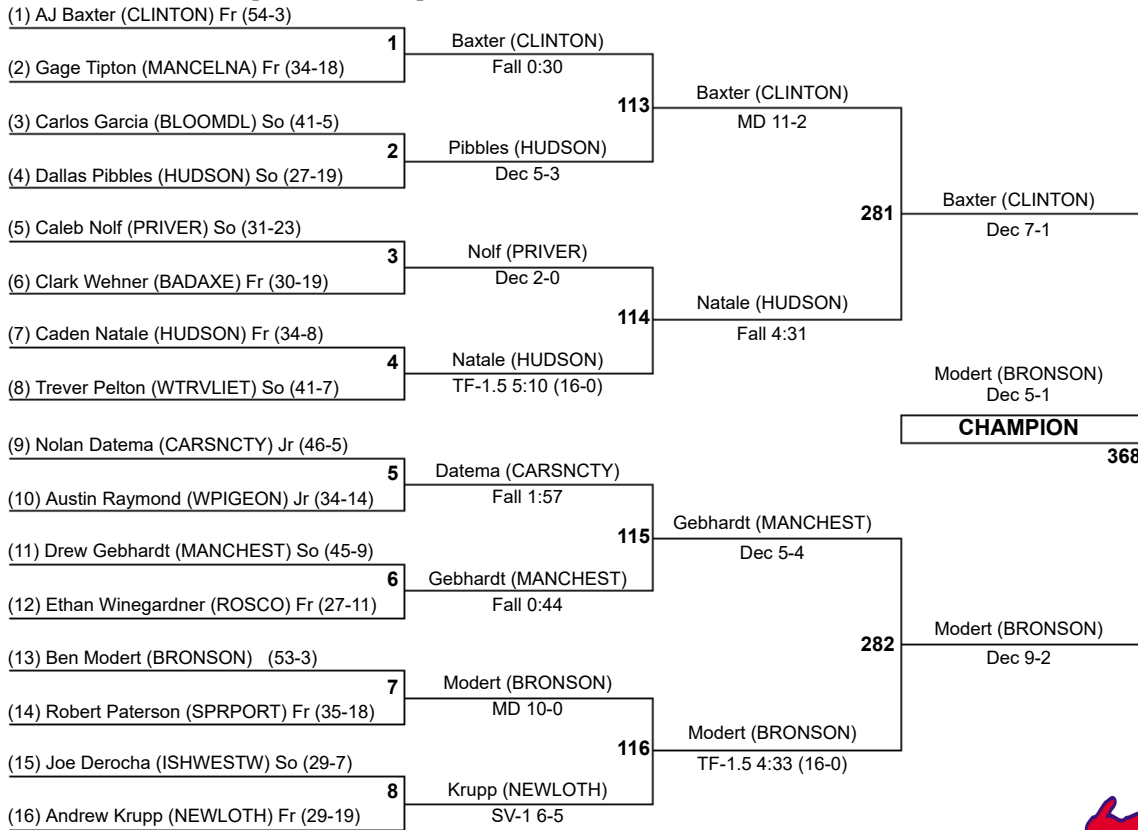 (1) AJ Baxter (CLINTON) Fr (54-3)
1
(2) Gage Tipton (MANCELNA) Fr (34-18)
(3) Carlos Garcia (BLOOMDL) So (41-5)
2
(4) Dallas Pibbles (HUDSON) So (27-19)
(5) Caleb Nolf (PRIVER) So (31-23)
3
(6) Clark Wehner (BADAXE) Fr (30-19)
(7) Caden Natale (HUDSON) Fr (34-8)
4
(8) Trever Pelton (WTRVLIET) So (41-7)
(9) Nolan Datema (CARSNCTY) Jr (46-5)
5
(10) Austin Raymond (WPIGEON) Jr (34-14)
(11) Drew Gebhardt (MANCHEST) So (45-9)
6
(12) Ethan Winegardner (ROSCO) Fr (27-11)
(13) Ben Modert (BRONSON) (53-3)
7
(14) Robert Paterson (SPRPORT) Fr (35-18)
(15) Joe Derocha (ISHWESTW) So (29-7)
8
(16) Andrew Krupp (NEWLOTH) Fr (29-19)
Baxter (CLINTON)
Fall 0:30
113
Pibbles (HUDSON)
Dec 5-3
Nolf (PRIVER)
Dec 2-0
114
Natale (HUDSON)
TF-1.5 5:10 (16-0)
Datema (CARSNCTY)
Fall 1:57
115
Gebhardt (MANCHEST)
Fall 0:44
Modert (BRONSON)
MD 10-0
116
Krupp (NEWLOTH)
SV-1 6-5
Baxter (CLINTON)
MD 11-2
281
Natale (HUDSON)
Fall 4:31
Gebhardt (MANCHEST)
Dec 5-4
282
Modert (BRONSON)
TF-1.5 4:33 (16-0)
Baxter (CLINTON)
Dec 7-1
Modert (BRONSON)
Dec 5-1
CHAMPION
368
Modert (BRONSON)
Dec 9-2